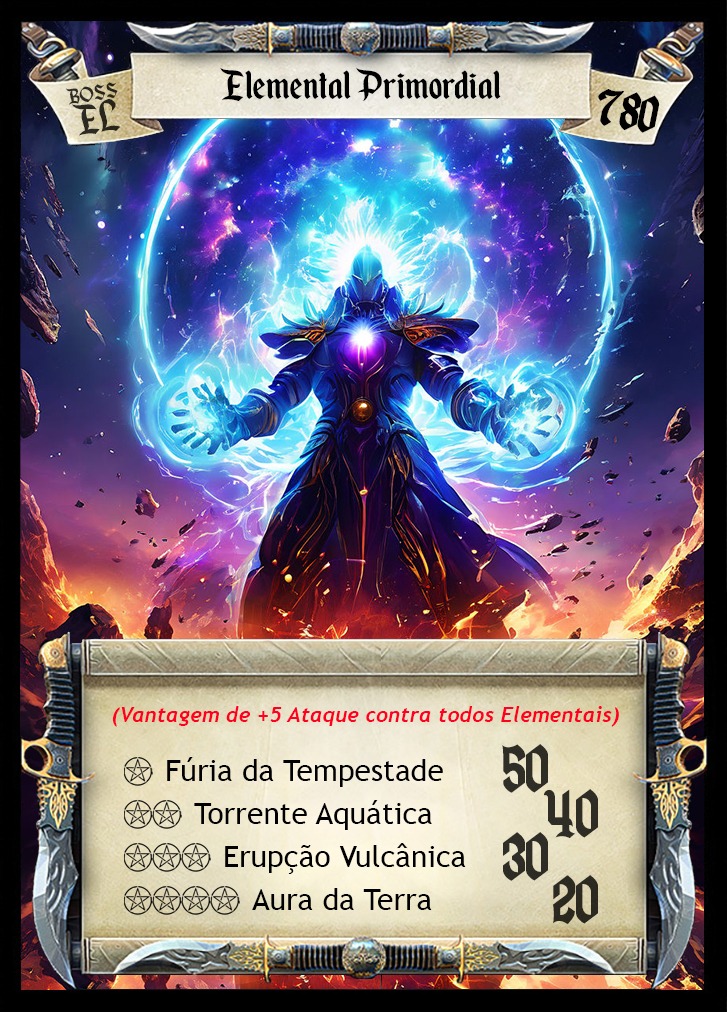 Elemental Primordial
BOSS
EL
780
(Vantagem de +5 Ataque contra todos Elementais)
Fúria da Tempestade 50
Torrente Aquática 40
Erupção Vulcânica 30
Aura da Terra 20